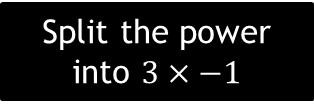 Split the power
into 3 × −1